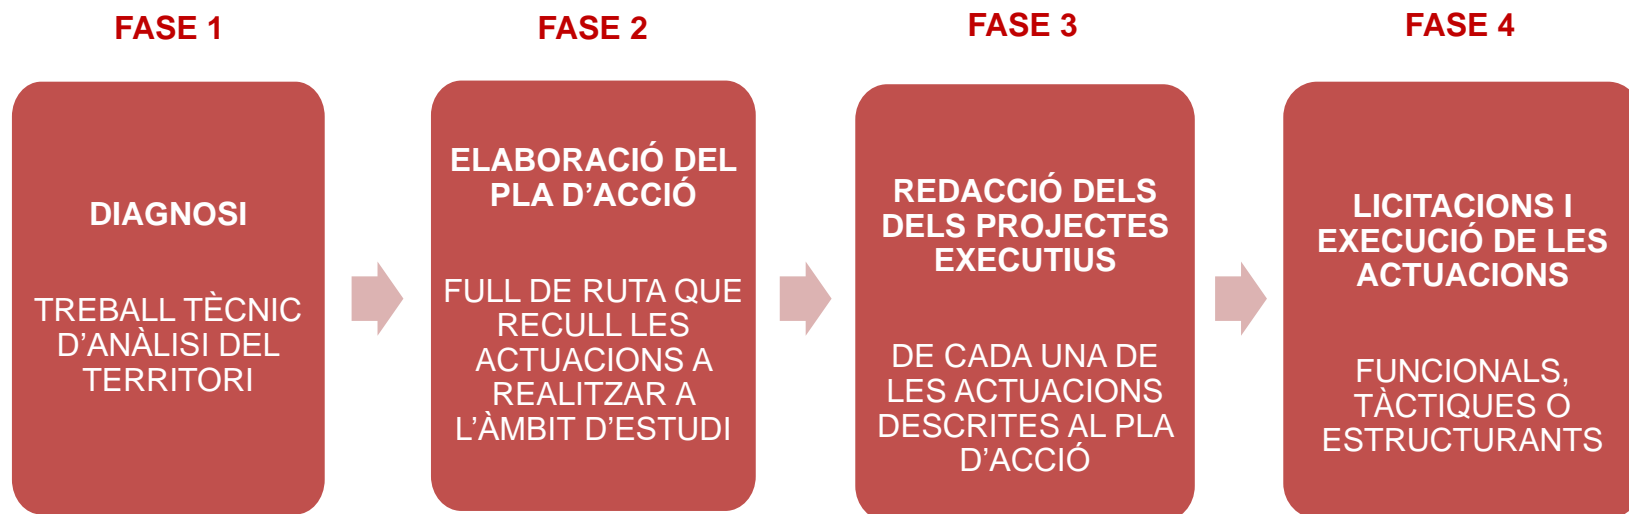 FASE 1
DIAGNOSI
TREBALL TÈCNIC
D’ANÀLISI DEL
TERRITORI
FASE 2
ELABORACIÓ DEL
PLA D’ACCIÓ
FULL DE RUTA QUE
RECULL LES
ACTUACIONS A
REALITZAR A
L’ÀMBIT D’ESTUDI
FASE 3
REDACCIÓ DELS
DELS PROJECTES
EXECUTIUS
DE CADA UNA DE
LES ACTUACIONS
DESCRITES AL PLA
D’ACCIÓ
FASE 4
LICITACIONS I
EXECUCIÓ DE LES
ACTUACIONS
FUNCIONALS,
TÀCTIQUES O
ESTRUCTURANTS